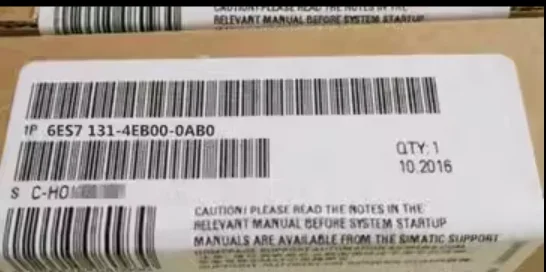 CAUTION! PLEASE READ THE NOTES IN THE
RELEVANT MANUAL BEFORE SYSTEM STARTUP
1P 6ES7 131-4EB00-0AB0
QTY: 1
10.2016
S C-HO
CAUTION! PLEASE READ THE NOTES IN THE
RELEVANT MANUAL BEFORE SYSTEM STARTUP
MANUALS ARE AVAILABLE FROM THE SIMATIC SUPPORT